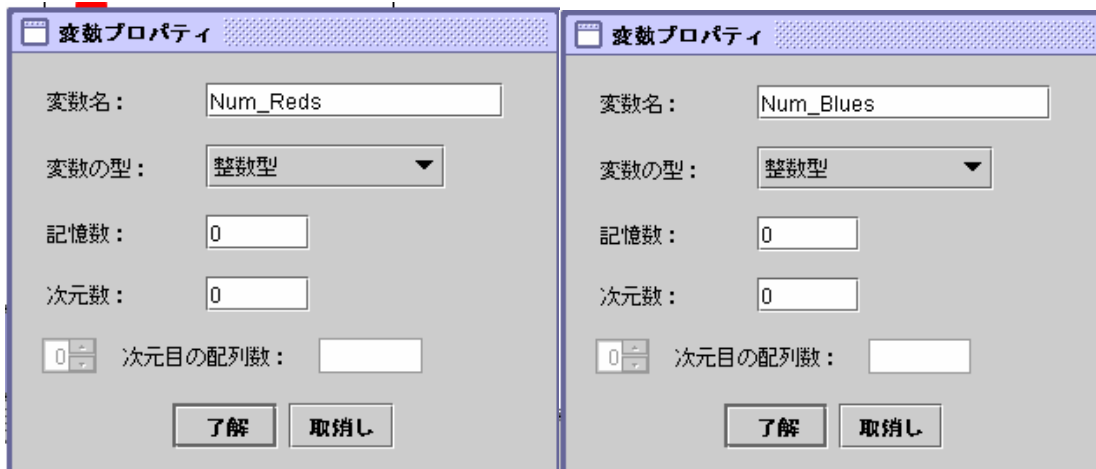 変数プロパティ
変数名： Num_Reds
変数の型： 整数型
記憶数： 0
次元数： 0
0 次元目の配列数：
了解 取消し
変数プロパティ
変数名： Num_Blues
変数の型： 整数型
記憶数： 0
次元数： 0
0 次元目の配列数：
了解 取消し